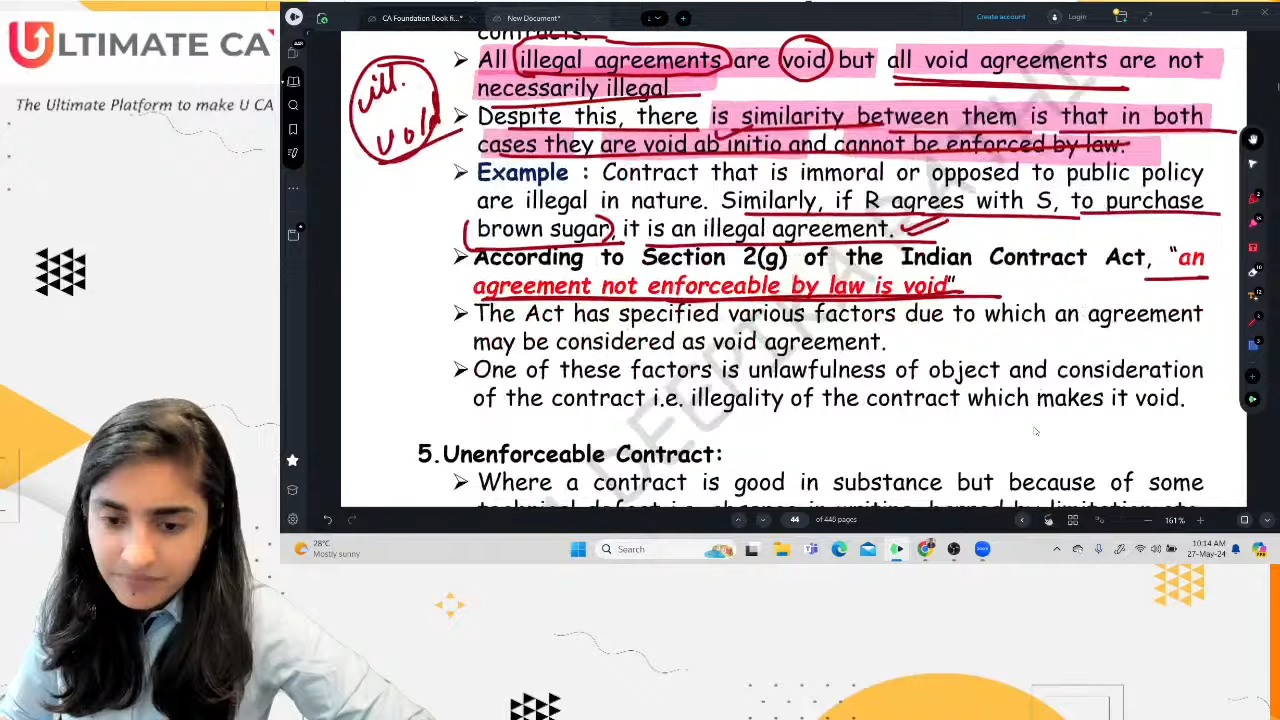 ULTIMATE CA
The Ultimate Platform to make U CA
CA Foundation Book fi...*
New Document*
Create account
Login
contracts.
➢ All illegal agreements are void but all void agreements are not
necessarily illegal
➢ Despite this, there is similarity between them is that in both
cases they are void ab initio and cannot be enforced by law.
➢ Example : Contract that is immoral or opposed to public policy
are illegal in nature. Similarly, if R agrees with S, to purchase
brown sugar, it is an illegal agreement.
➢ According to Section 2(g) of the Indian Contract Act, "an
agreement not enforceable by law is void"
➢ The Act has specified various factors due to which an agreement
may be considered as void agreement.
➢ One of these factors is unlawfulness of object and consideration
of the contract i.e. illegality of the contract which makes it void.
5.Unenforceable Contract:
➢ Where a contract is good in substance but because of some
ill.
void
44 of 448 pages
161%
28°C
Mostly sunny
Search
10:14 AM
27-May-24